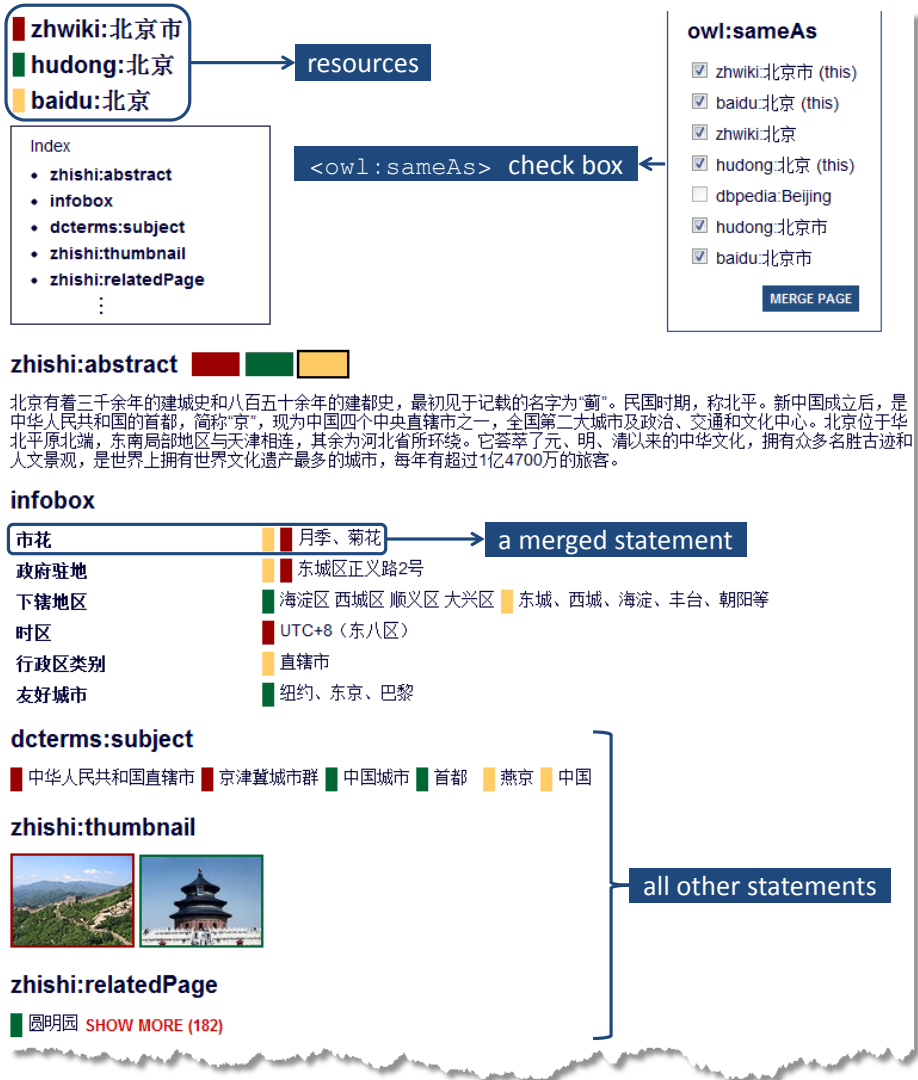 zhwiki:北京市
hudong:北京
baidu:北京
resources
Index
• zhishi:abstract
• infobox
• dcterms:subject
• zhishi:thumbnail
• zhishi:relatedPage
⋮
<owl:sameAs> check box
owl:sameAs
zhwiki:北京市 (this)
baidu:北京 (this)
zhwiki:北京
hudong:北京 (this)
dbpedia:Beijing
hudong:北京市
baidu:北京市
MERGE PAGE
zhishi:abstract
北京有着三千余年的建城史和八百五十余年的建都史，最初见于记载的名字为“蓟”。民国时期，称北平。新中国成立后，是
中华人民共和国的首都，简称“京”，现为中国四个中央直辖市之一，全国第二大城市及政治、交通和文化中心。北京位于华
北平原北端，东南局部地区与天津相连，其余为河北省所环绕。它荟萃了元、明、清以来的中华文化，拥有众多名胜古迹和
人文景观，是世界上拥有世界文化遗产最多的城市，每年有超过1亿4700万的旅客。
infobox
市花 月季、菊花
a merged statement
政府驻地 东城区正义路2号
下辖地区 海淀区 西城区 顺义区 大兴区 东城、西城、海淀、丰台、朝阳等
时区 UTC+8（东八区）
行政区类别 直辖市
友好城市 纽约、东京、巴黎
dcterms:subject
中华人民共和国直辖市 京津冀城市群 中国城市 首都 燕京 中国
zhishi:thumbnail
all other statements
zhishi:relatedPage
圆明园 SHOW MORE (182)